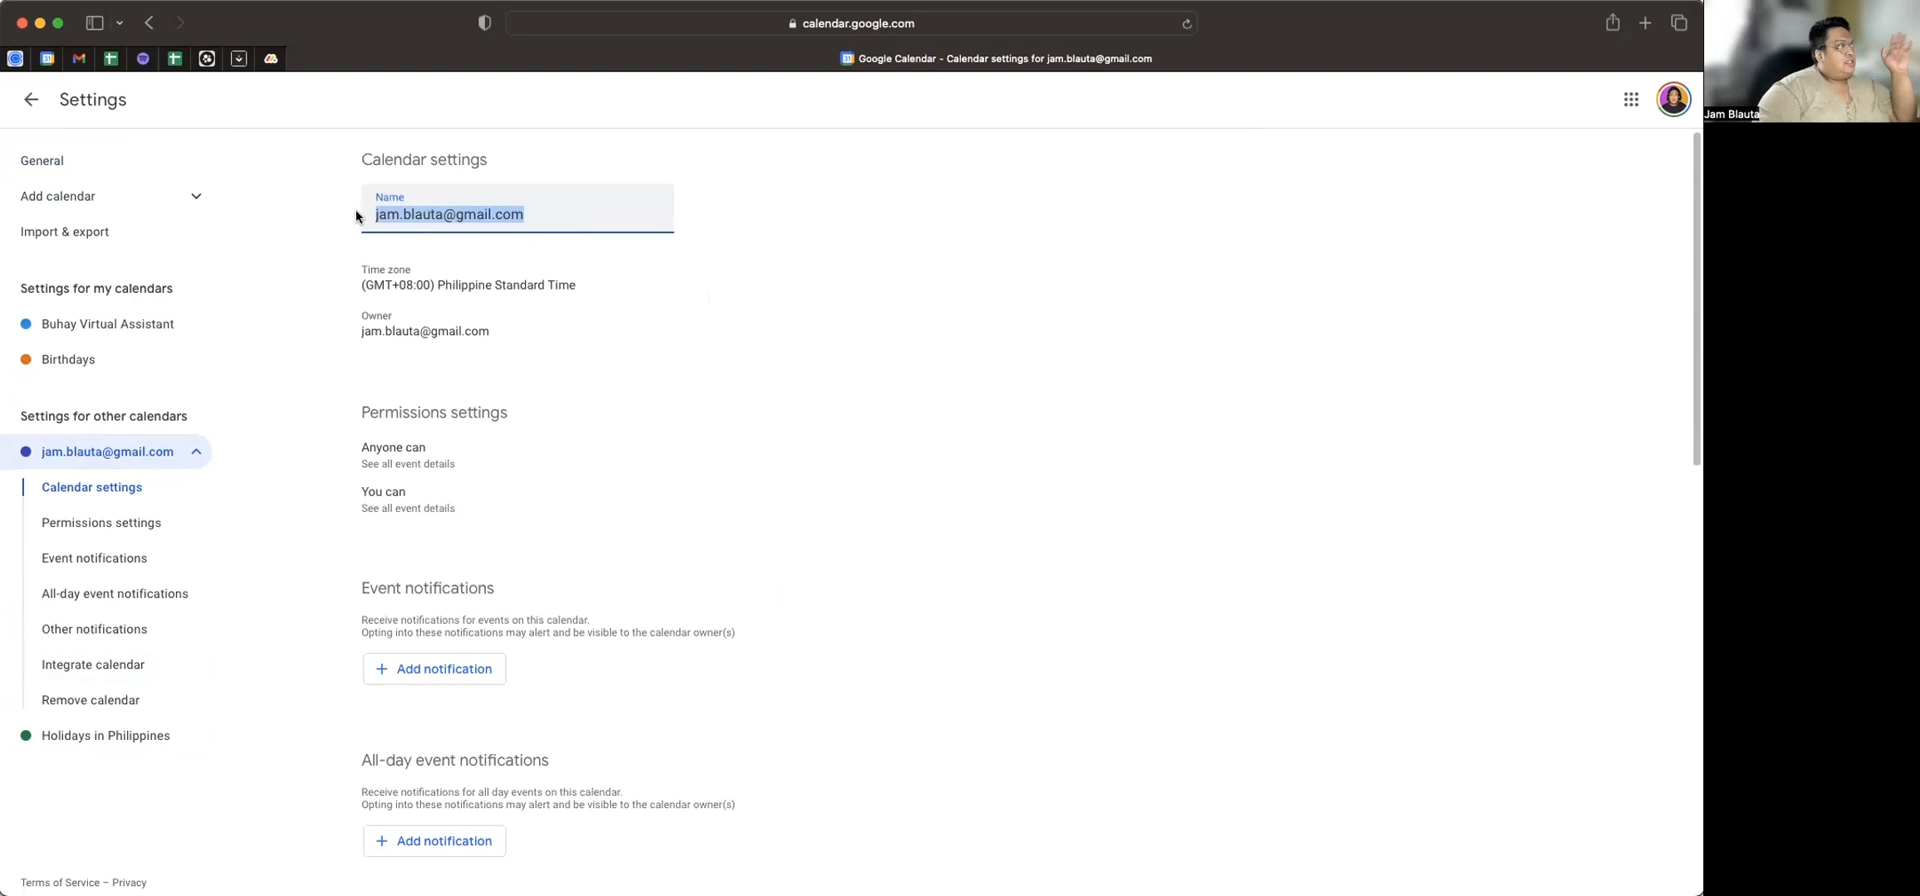 calendar.google.com
Google Calendar - Calendar settings for jam.blauta@gmail.com
Settings
Jam Blauta
General
Add calendar
Import & export
Settings for my calendars
Buhay Virtual Assistant
Birthdays
Settings for other calendars
jam.blauta@gmail.com
Calendar settings
Permissions settings
Event notifications
All-day event notifications
Other notifications
Integrate calendar
Remove calendar
Holidays in Philippines
Terms of Service – Privacy
Calendar settings
Name
jam.blauta@gmail.com
Time zone
(GMT+08:00) Philippine Standard Time
Owner
jam.blauta@gmail.com
Permissions settings
Anyone can
See all event details
You can
See all event details
Event notifications
Receive notifications for events on this calendar.
Opting into these notifications may alert and be visible to the calendar owner(s)
+ Add notification
All-day event notifications
Receive notifications for all day events on this calendar.
Opting into these notifications may alert and be visible to the calendar owner(s)
+ Add notification